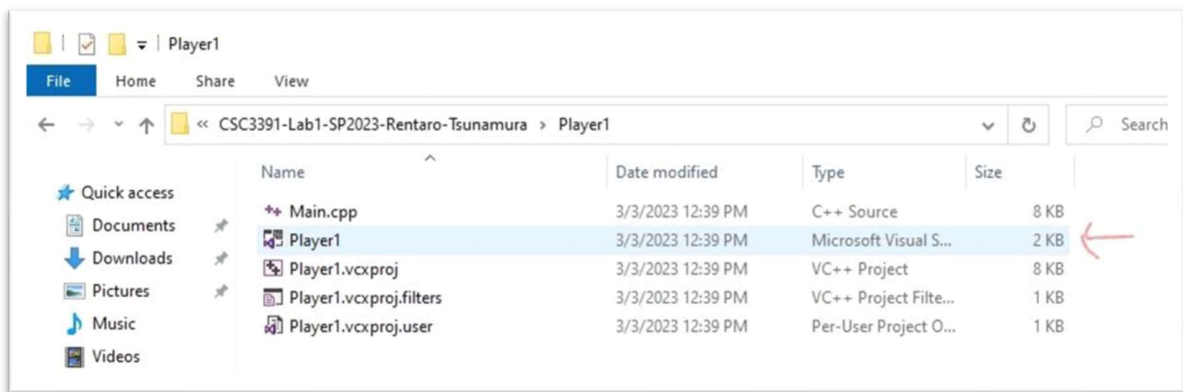 Player1
File Home Share View
« CSC3391-Lab1-SP2023-Rentaro-Tsunamura > Player1
Search
Name Date modified Type Size
Quick access
Documents
Downloads
Pictures
Music
Videos
Main.cpp 3/3/2023 12:39 PM C++ Source 8 KB
Player1 3/3/2023 12:39 PM Microsoft Visual S... 2 KB
Player1.vcxproj 3/3/2023 12:39 PM VC++ Project 8 KB
Player1.vcxproj.filters 3/3/2023 12:39 PM VC++ Project Filte... 1 KB
Player1.vcxproj.user 3/3/2023 12:39 PM Per-User Project O... 1 KB